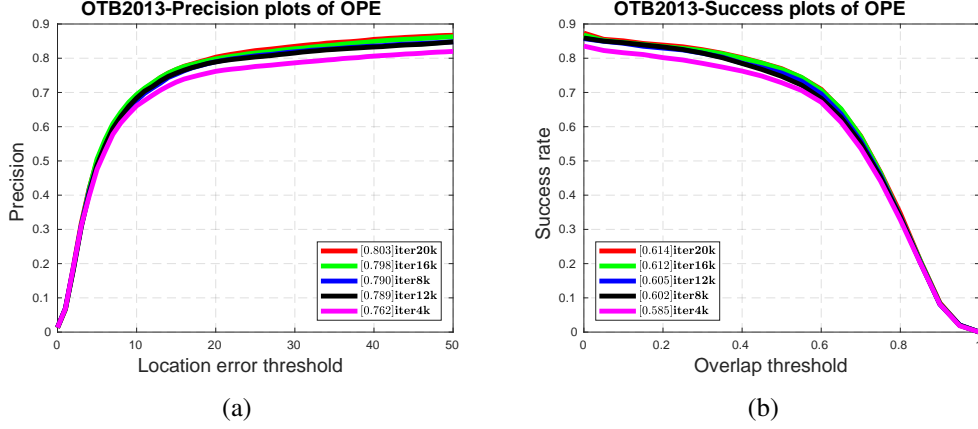 OTB2013-Precision plots of OPE
0.9
0.8
0.7
0.6
0.5
0.4
0.3
0.2
0.1
0
Precision
[0.803]iter20k
[0.798]iter16k
[0.790]iter8k
[0.789]iter12k
[0.762]iter4k
0 10 20 30 40 50
Location error threshold
(a)
OTB2013-Success plots of OPE
0.9
0.8
0.7
0.6
0.5
0.4
0.3
0.2
0.1
0
Success rate
[0.614]iter20k
[0.612]iter16k
[0.605]iter12k
[0.602]iter8k
[0.585]iter4k
0 0.2 0.4 0.6 0.8
Overlap threshold
(b)